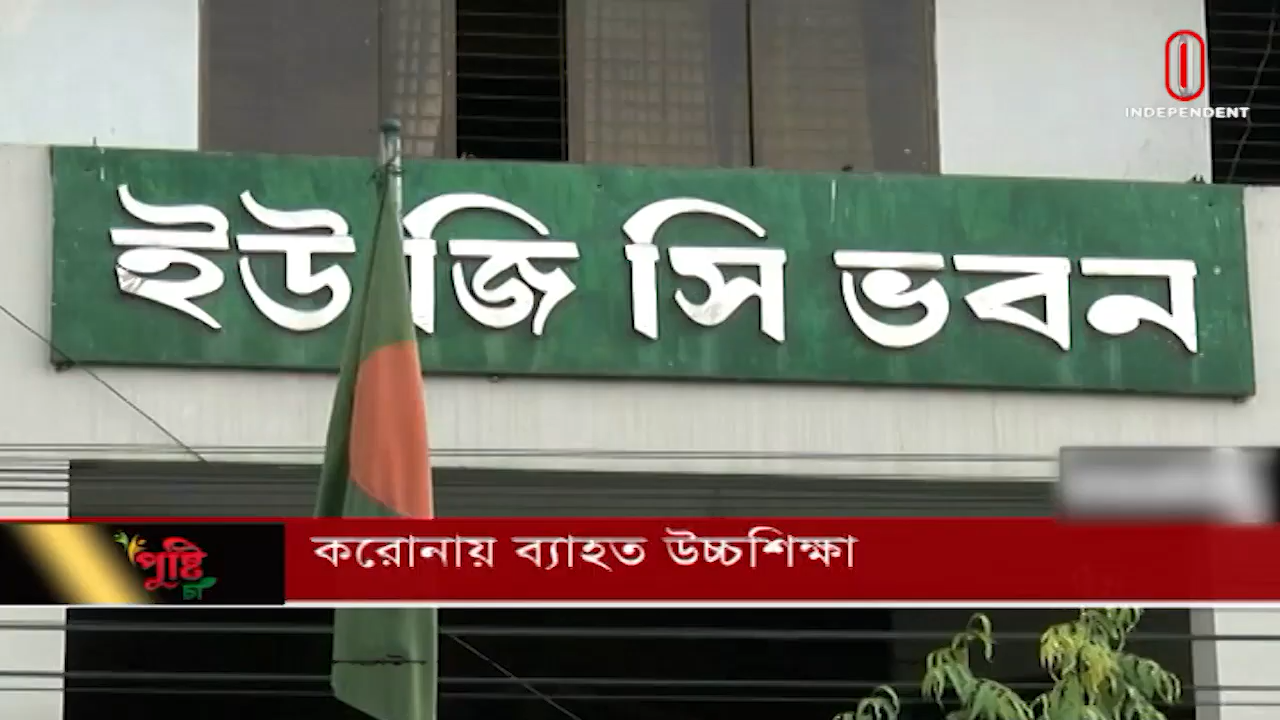 INDEPENDENT
ইউজিসি ভবন
পুষ্টি
চা
করোনায় ব্যাহত উচ্চশিক্ষা